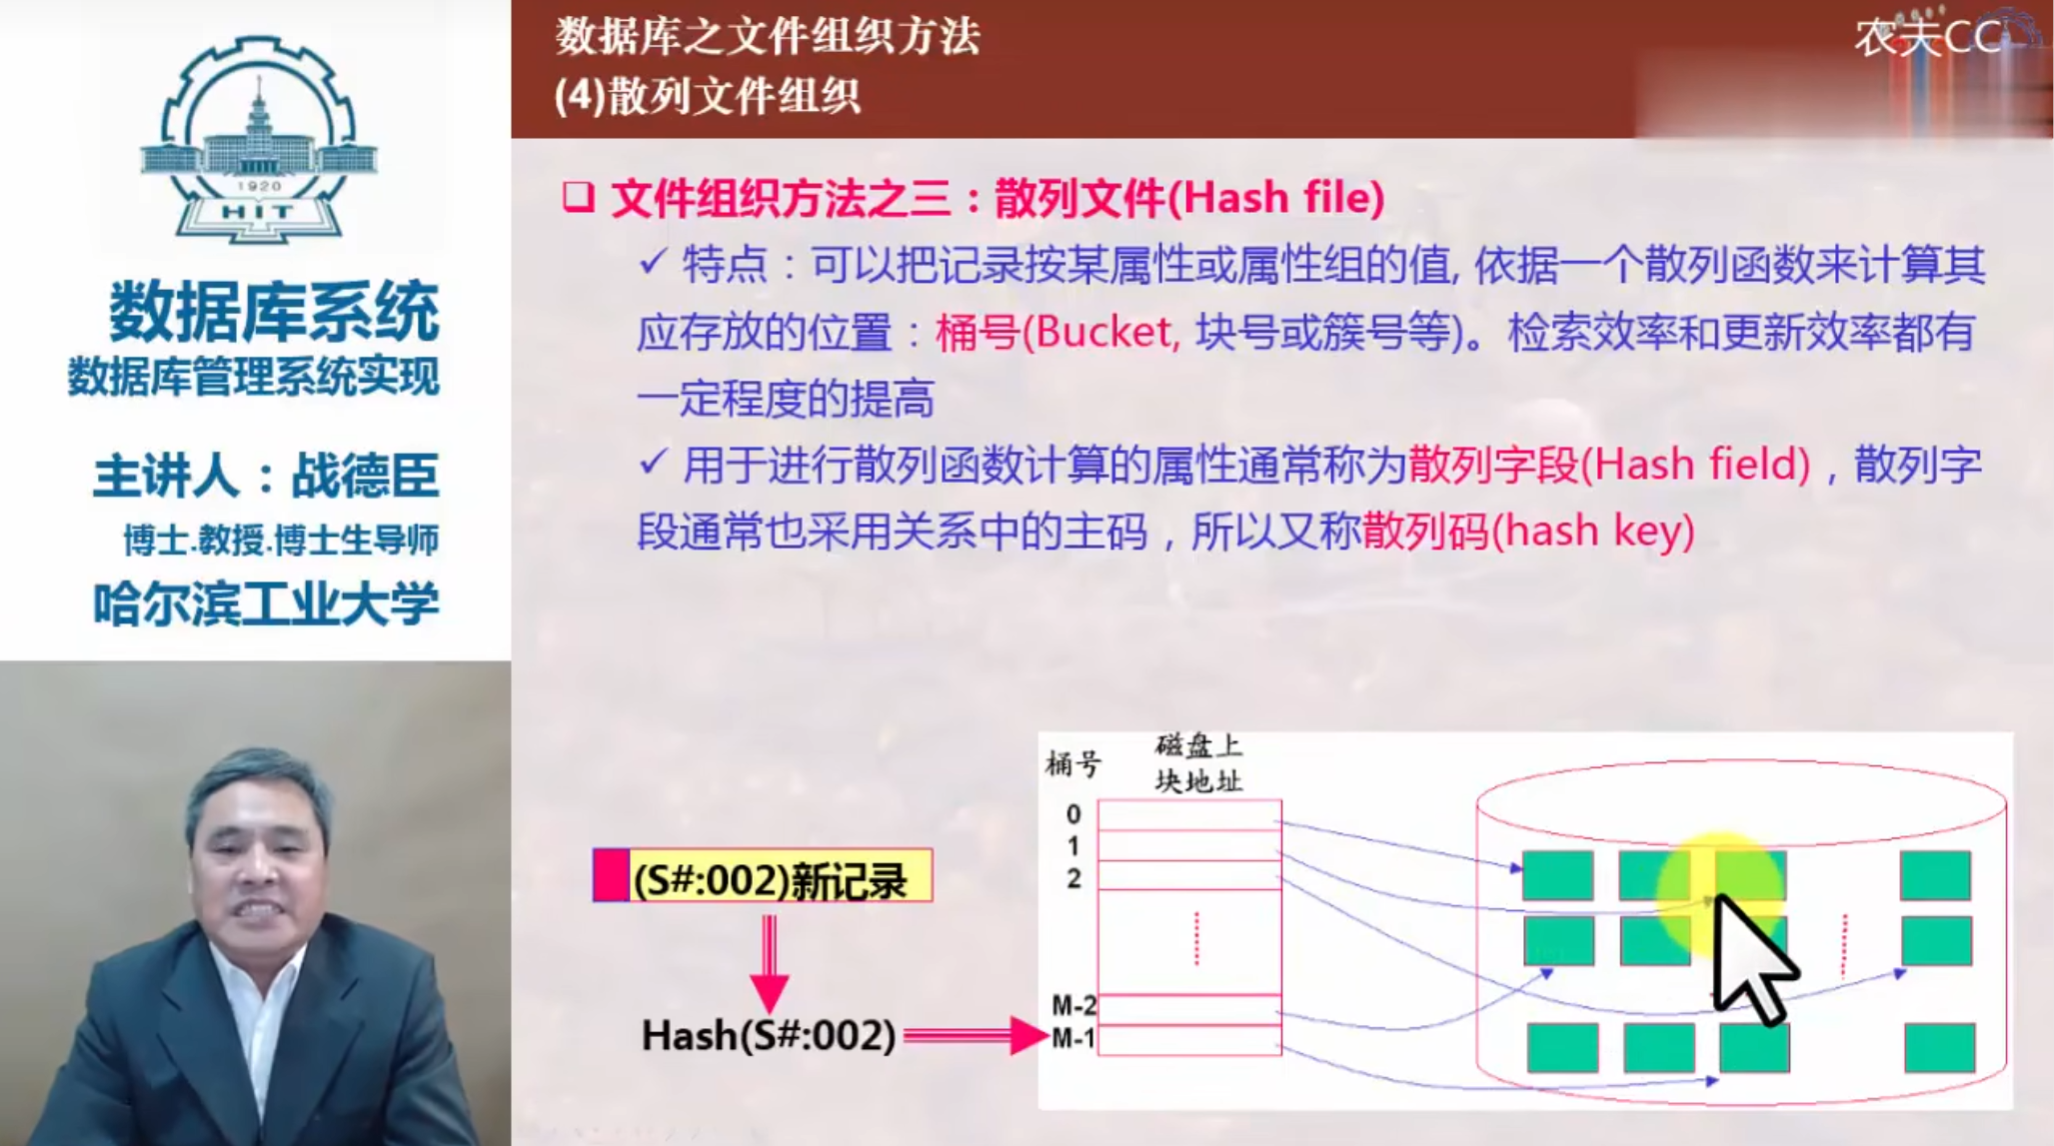 1920
HIT
数据库系统
数据库管理系统实现
主讲人：战德臣
博士.教授.博士生导师
哈尔滨工业大学
数据库之文件组织方法
(4)散列文件组织
农夫CC
文件组织方法之三：散列文件(Hash file)
✓ 特点：可以把记录按某属性或属性组的值, 依据一个散列函数来计算其
应存放的位置：桶号(Bucket, 块号或簇号等)。检索效率和更新效率都有
一定程度的提高
✓ 用于进行散列函数计算的属性通常称为散列字段(Hash field)，散列字
段通常也采用关系中的主码，所以又称散列码(hash key)
(S#:002)新记录
Hash(S#:002)
桶号
磁盘上
块地址
0
1
2
M-2
M-1